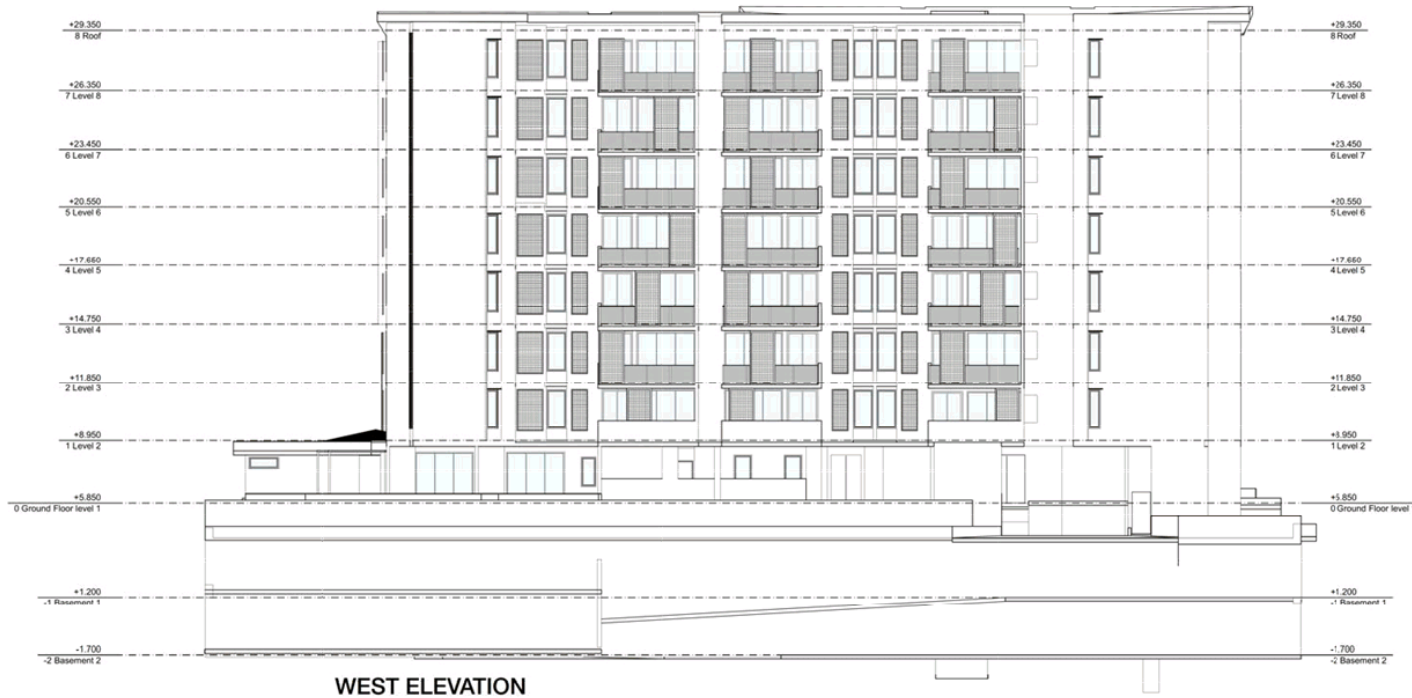 +29.350
8 Roof
+29.350
8 Roof
+26.350
7 Level 8
+26.350
7 Level 8
+23.450
6 Level 7
+23.450
6 Level 7
+20.550
5 Level 6
+20.550
5 Level 6
+17.660
4 Level 5
+17.660
4 Level 5
+14.750
3 Level 4
+14.750
3 Level 4
+11.850
2 Level 3
+11.850
2 Level 3
+8.950
1 Level 2
+8.950
1 Level 2
+5.850
0 Ground Floor level 1
+5.850
0 Ground Floor level
+1.200
-1 Basement 1
+1.200
-1 Basement 1
-1.700
-2 Basement 2
-1.700
-2 Basement 2
WEST ELEVATION